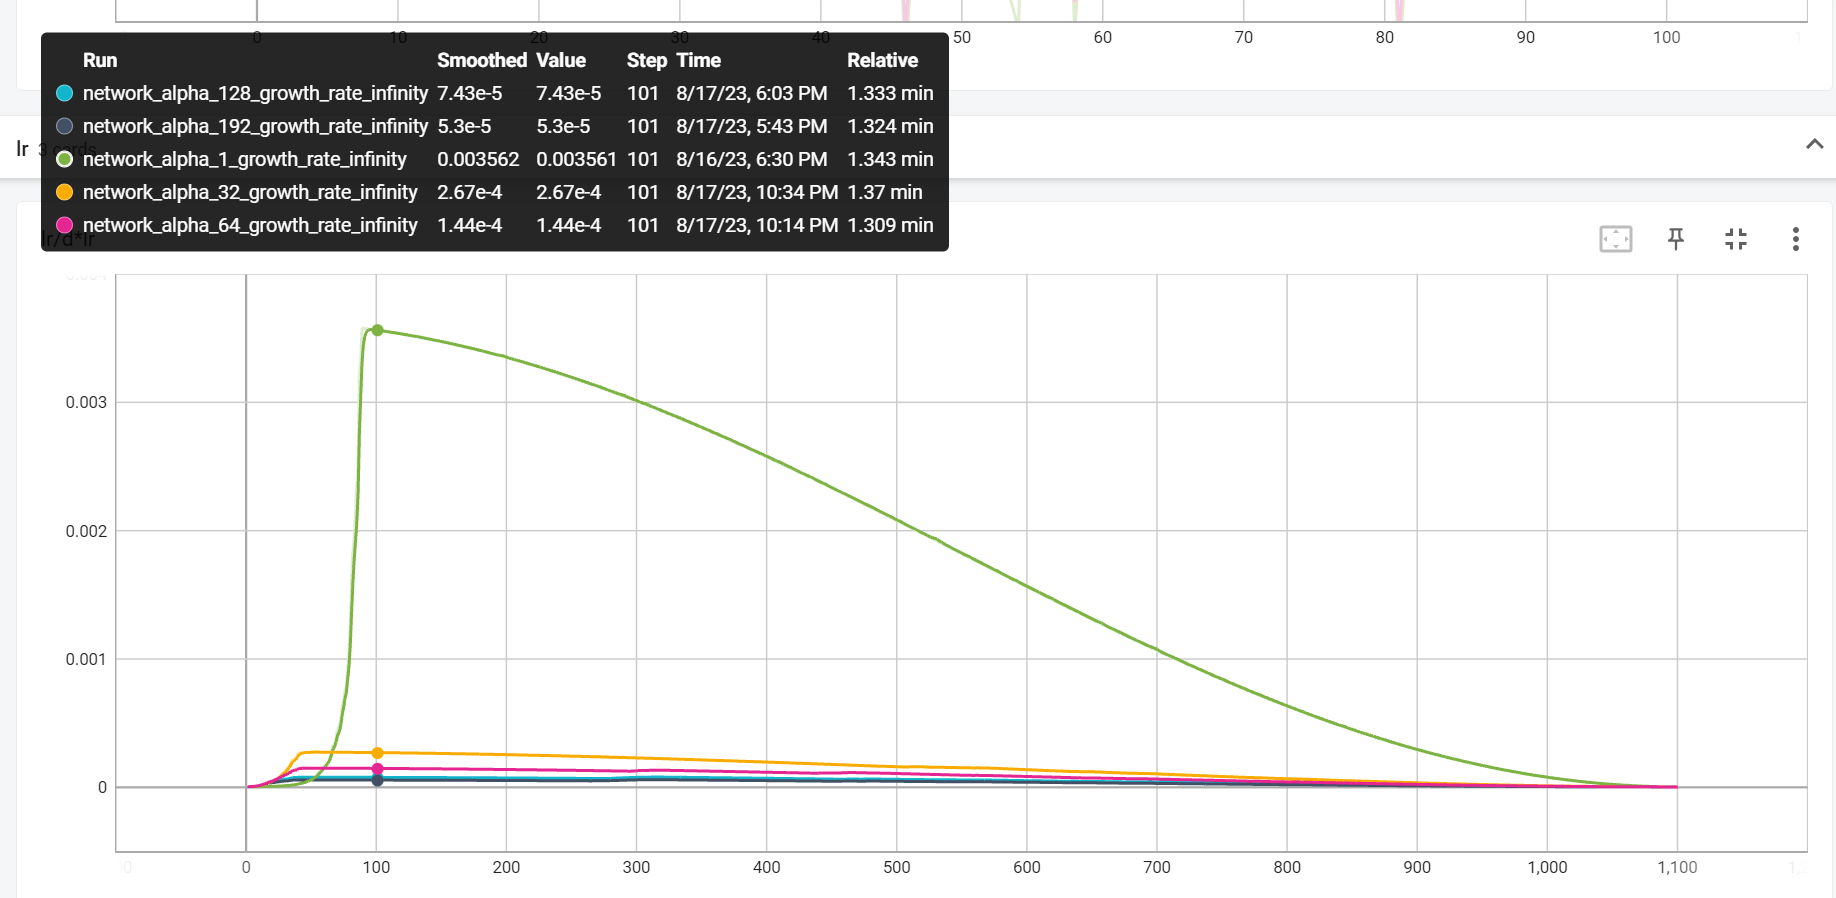 0 10 20 30 40 50 60 70 80 90 100
Run Smoothed Value Step Time Relative
network_alpha_128_growth_rate_infinity 7.43e-5 7.43e-5 101 8/17/23, 6:03 PM 1.333 min
network_alpha_192_growth_rate_infinity 5.3e-5 5.3e-5 101 8/17/23, 5:43 PM 1.324 min
lr 3 cards
network_alpha_1_growth_rate_infinity 0.003562 0.003561 101 8/16/23, 6:30 PM 1.343 min
network_alpha_32_growth_rate_infinity 2.67e-4 2.67e-4 101 8/17/23, 10:34 PM 1.37 min
network_alpha_64_growth_rate_infinity 1.44e-4 1.44e-4 101 8/17/23, 10:14 PM 1.309 min
lr/d*lr
0.004
0.003
0.002
0.001
0
0 100 200 300 400 500 600 700 800 900 1,000 1,100